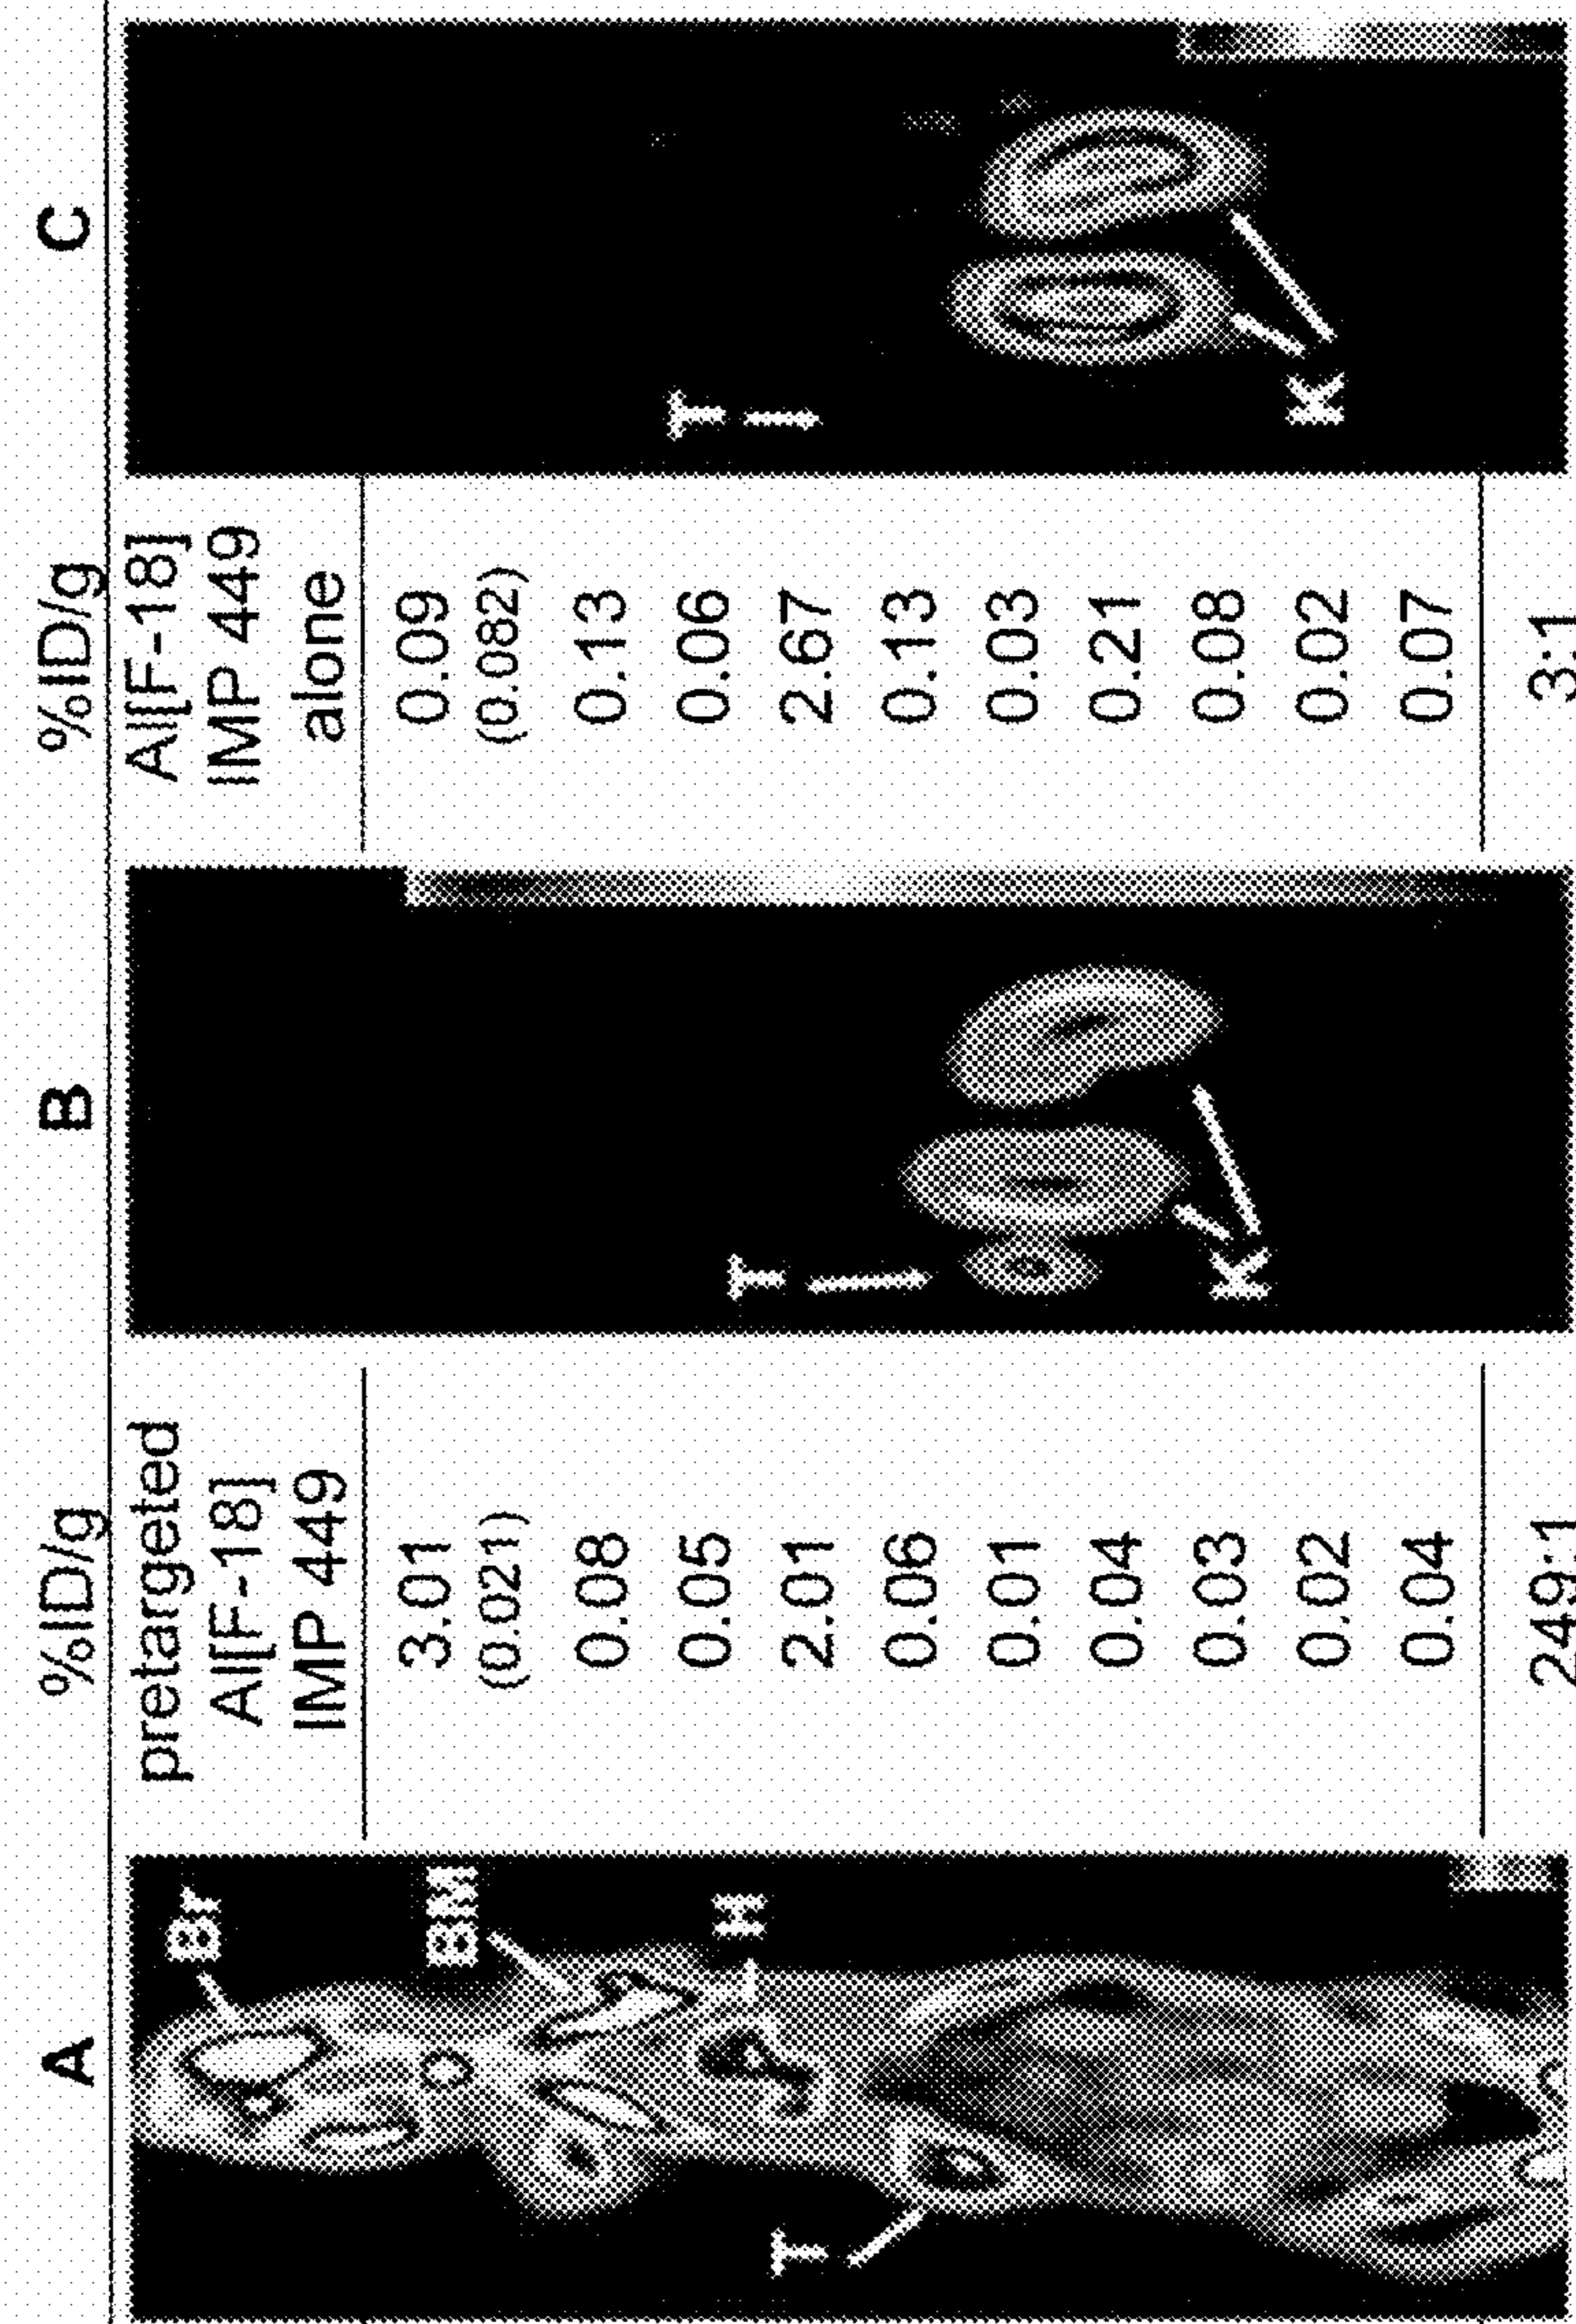 A
%ID/g
B
%ID/g
C
Br
BM
H
T
pretargeted
Al[F-18]
IMP 449
3.01
(0.021)
0.08
0.05
2.01
0.06
0.01
0.04
0.03
0.02
0.04
249:1
T
K
Al[F-18]
IMP 449
alone
0.09
(0.082)
0.13
0.06
2.67
0.13
0.03
0.21
0.08
0.02
0.07
3:1
T
K